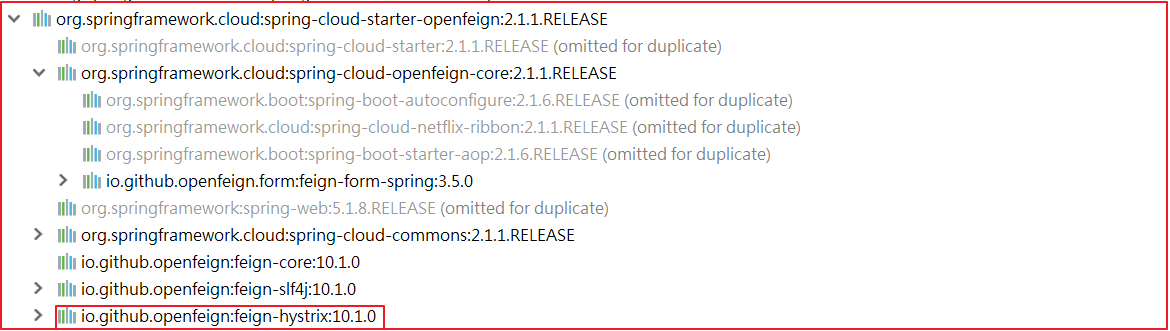 org.springframework.cloud:spring-cloud-starter-openfeign:2.1.1.RELEASE
org.springframework.cloud:spring-cloud-starter:2.1.1.RELEASE (omitted for duplicate)
org.springframework.cloud:spring-cloud-openfeign-core:2.1.1.RELEASE
org.springframework.boot:spring-boot-autoconfigure:2.1.6.RELEASE (omitted for duplicate)
org.springframework.cloud:spring-cloud-netflix-ribbon:2.1.1.RELEASE (omitted for duplicate)
org.springframework.boot:spring-boot-starter-aop:2.1.6.RELEASE (omitted for duplicate)
io.github.openfeign.form:feign-form-spring:3.5.0
org.springframework:spring-web:5.1.8.RELEASE (omitted for duplicate)
org.springframework.cloud:spring-cloud-commons:2.1.1.RELEASE
io.github.openfeign:feign-core:10.1.0
io.github.openfeign:feign-slf4j:10.1.0
io.github.openfeign:feign-hystrix:10.1.0